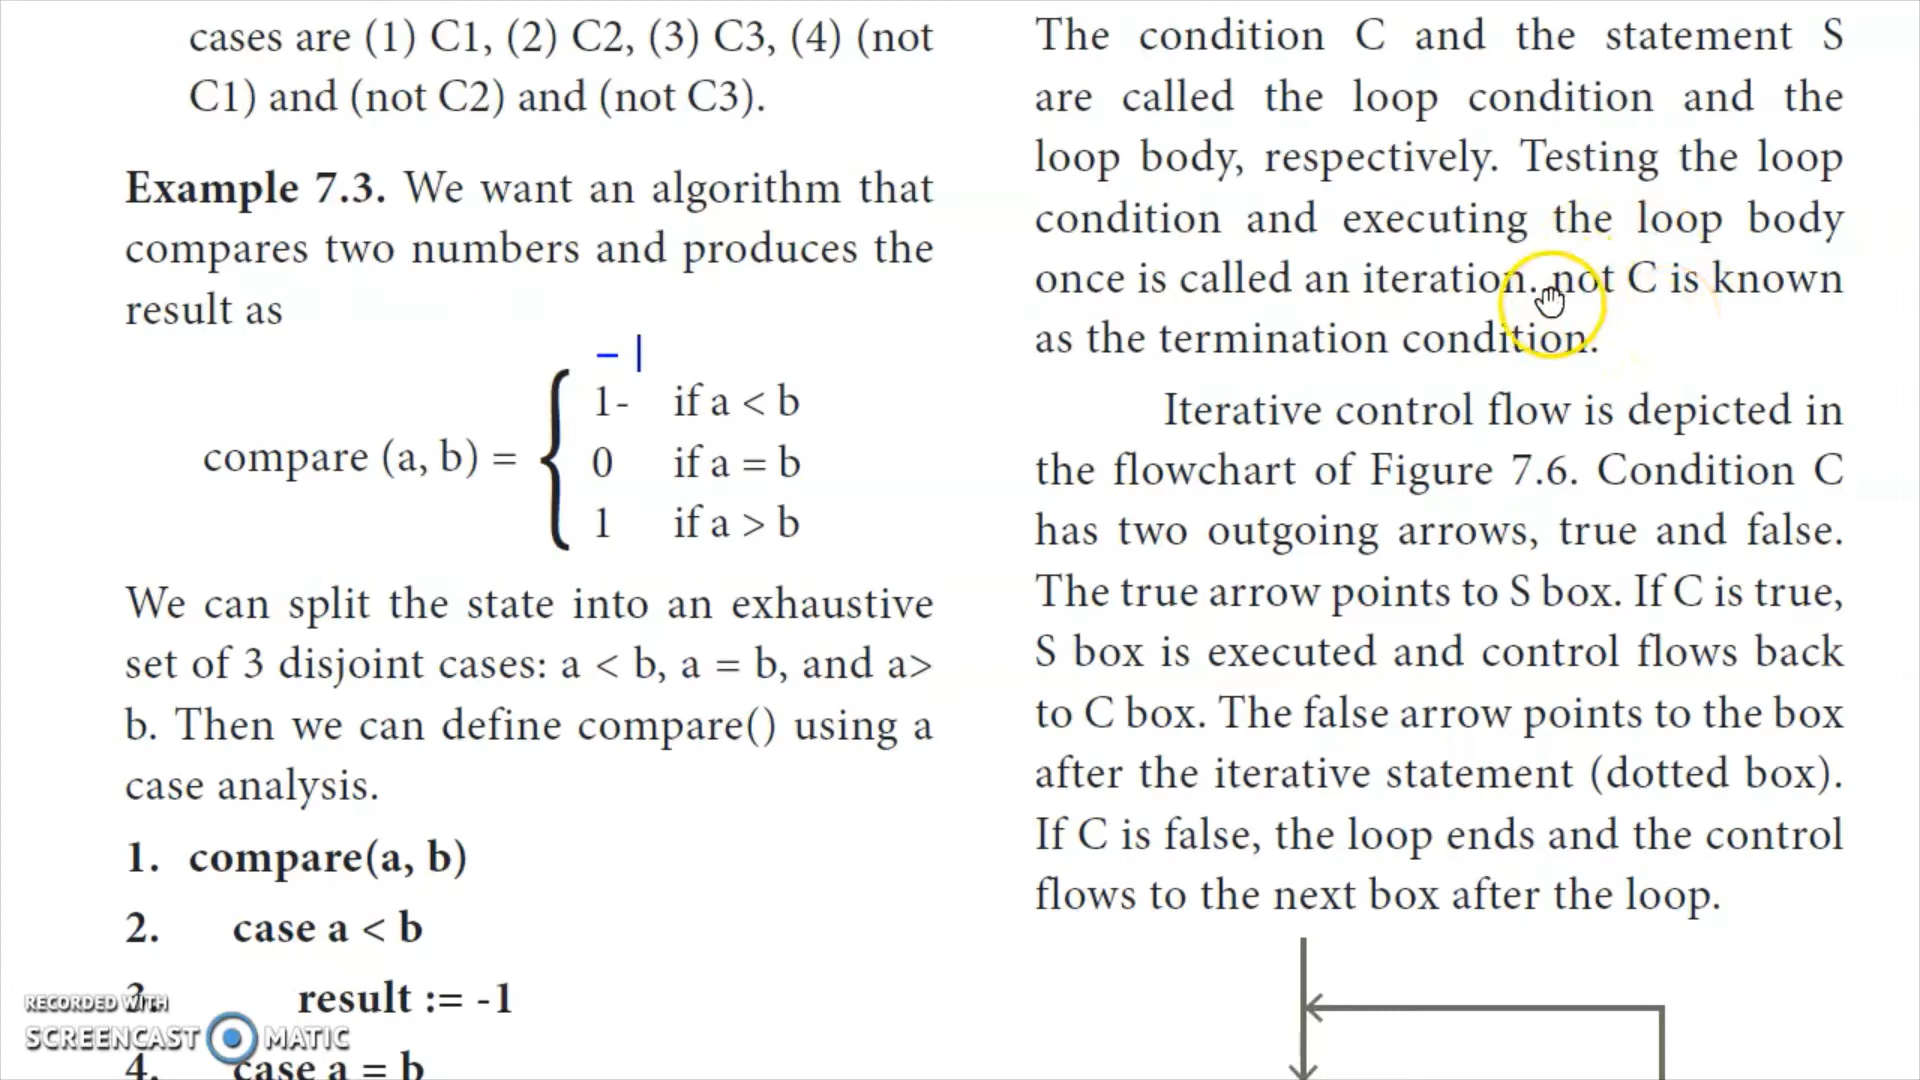 cases are (1) C1, (2) C2, (3) C3, (4) (not
C1) and (not C2) and (not C3).
Example 7.3. We want an algorithm that
compares two numbers and produces the
result as
– |
1- if a < b
compare (a, b) = { 0 if a = b
1 if a > b
We can split the state into an exhaustive
set of 3 disjoint cases: a < b, a = b, and a>
b. Then we can define compare() using a
case analysis.
1. compare(a, b)
2. case a < b
3. result := -1
4. case a = b
The condition C and the statement S
are called the loop condition and the
loop body, respectively. Testing the loop
condition and executing the loop body
once is called an iteration. not C is known
as the termination condition.
Iterative control flow is depicted in
the flowchart of Figure 7.6. Condition C
has two outgoing arrows, true and false.
The true arrow points to S box. If C is true,
S box is executed and control flows back
to C box. The false arrow points to the box
after the iterative statement (dotted box).
If C is false, the loop ends and the control
flows to the next box after the loop.
RECORDED WITH
SCREENCAST MATIC